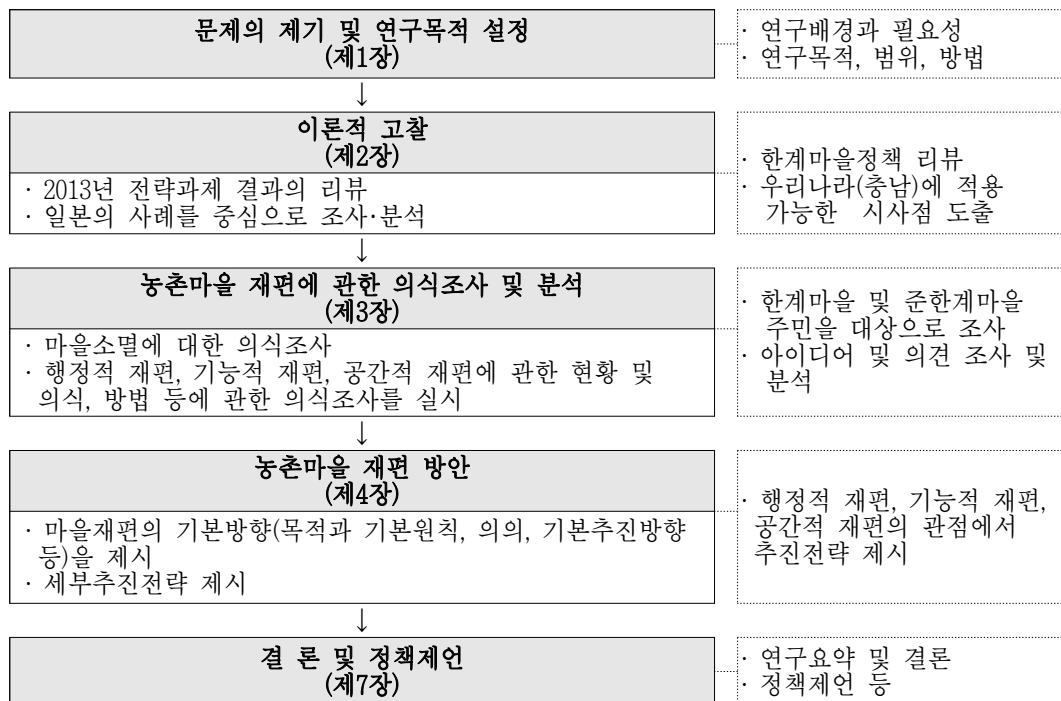 문제의 제기 및 연구목적 설정
(제1장)
· 연구배경과 필요성
· 연구목적, 범위, 방법
↓
이론적 고찰
(제2장)
· 2013년 전략과제 결과의 리뷰
· 일본의 사례를 중심으로 조사·분석
· 한계마을정책 리뷰
· 우리나라(충남)에 적용
가능한 시사점 도출
↓
농촌마을 재편에 관한 의식조사 및 분석
(제3장)
· 마을소멸에 대한 의식조사
· 행정적 재편, 기능적 재편, 공간적 재편에 관한 현황 및
의식, 방법 등에 관한 의식조사를 실시
· 한계마을 및 준한계마을
주민을 대상으로 조사
· 아이디어 및 의견 조사 및
분석
↓
농촌마을 재편 방안
(제4장)
· 마을재편의 기본방향(목적과 기본원칙, 의의, 기본추진방향
등)을 제시
· 세부추진전략 제시
· 행정적 재편, 기능적 재편,
공간적 재편의 관점에서
추진전략 제시
↓
결 론 및 정책제언
(제7장)
· 연구요약 및 결론
· 정책제언 등